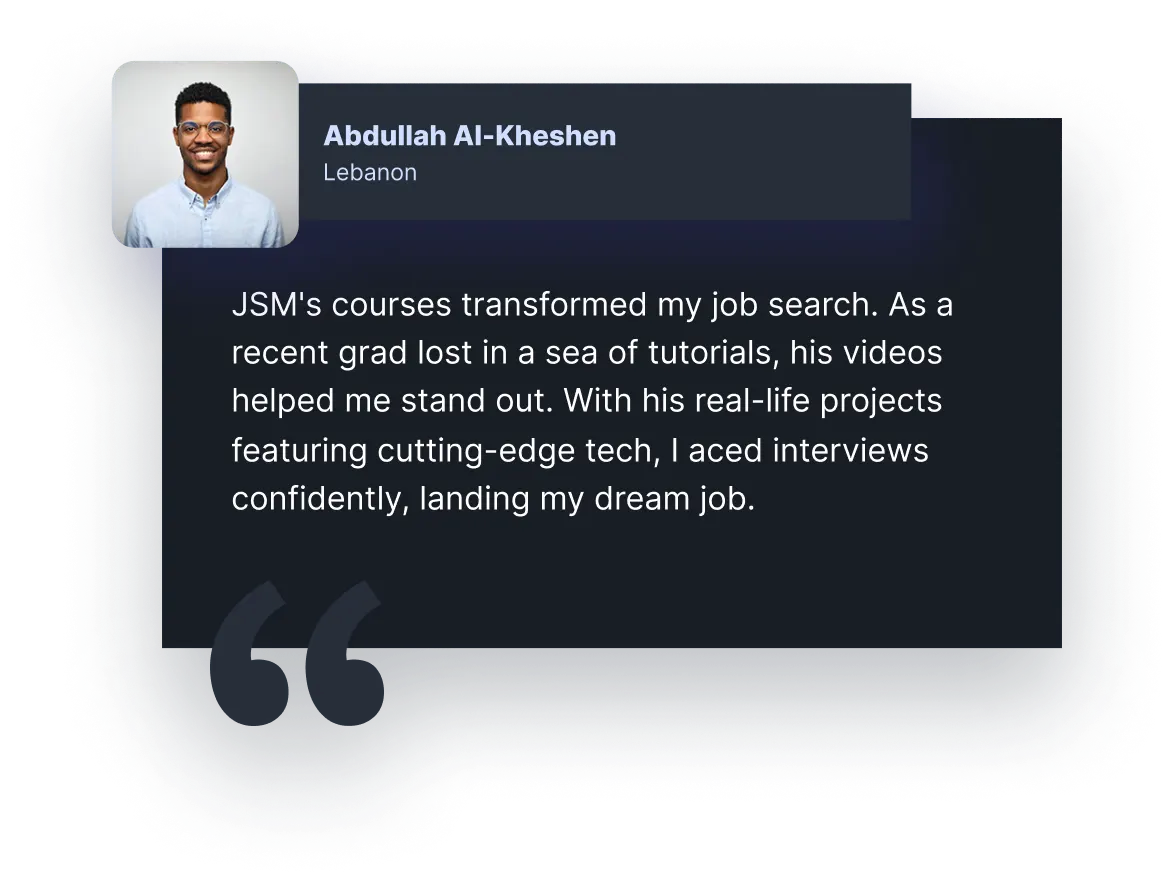 Abdullah Al-Kheshen
Lebanon
JSM's courses transformed my job search. As a
recent grad lost in a sea of tutorials, his videos
helped me stand out. With his real-life projects
featuring cutting-edge tech, I aced interviews
confidently, landing my dream job.
“